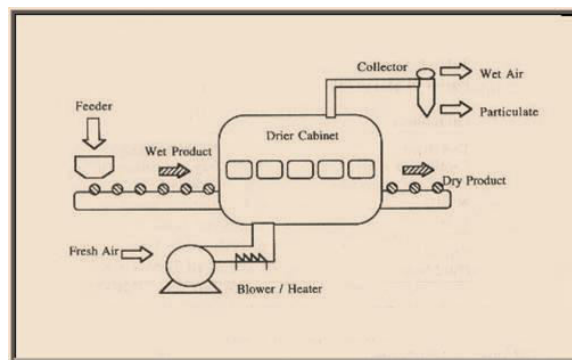 Collector
Wet Air
Feeder
Particulate
Drier Cabinet
Wet Product
Dry Product
Fresh Air
Blower / Heater